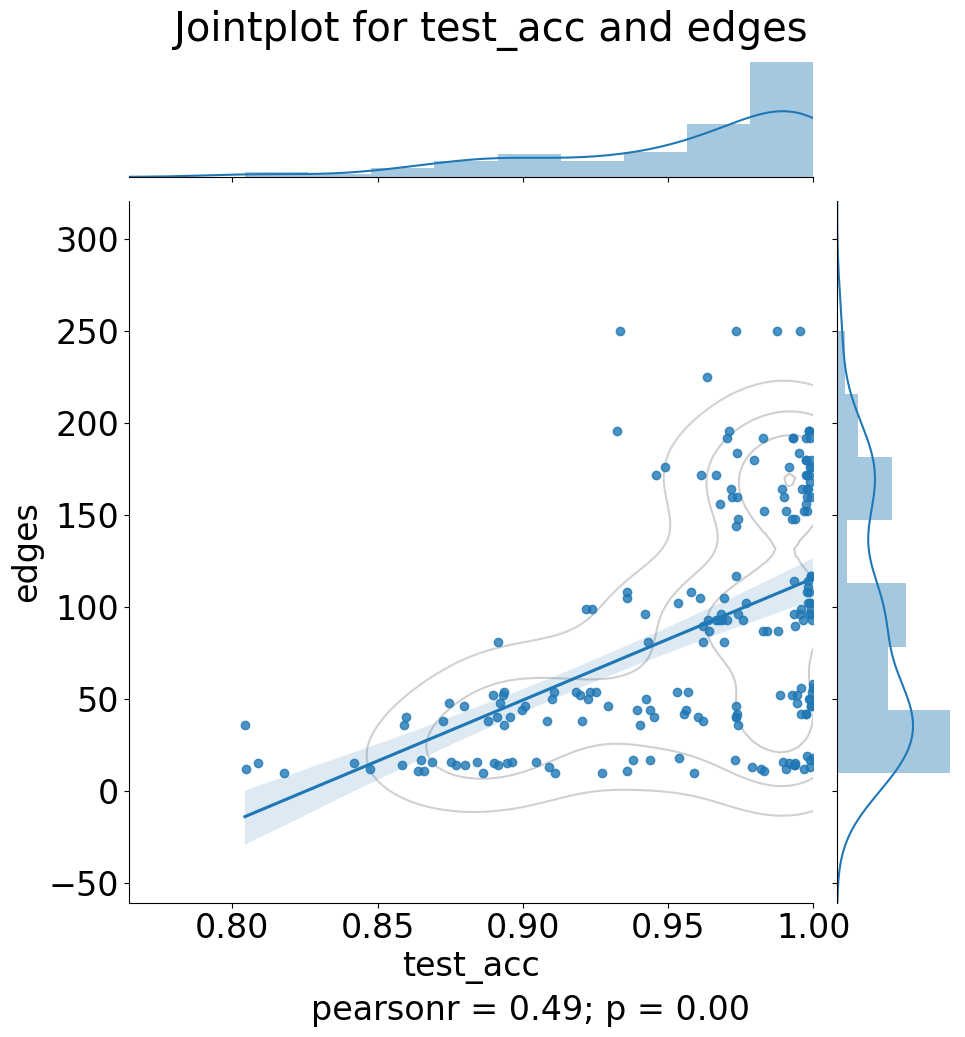 Jointplot for test_acc and edges
300
250
200
150
100
50
0
−50
edges
0.80 0.85 0.90 0.95 1.00
test_acc
pearsonr = 0.49; p = 0.00